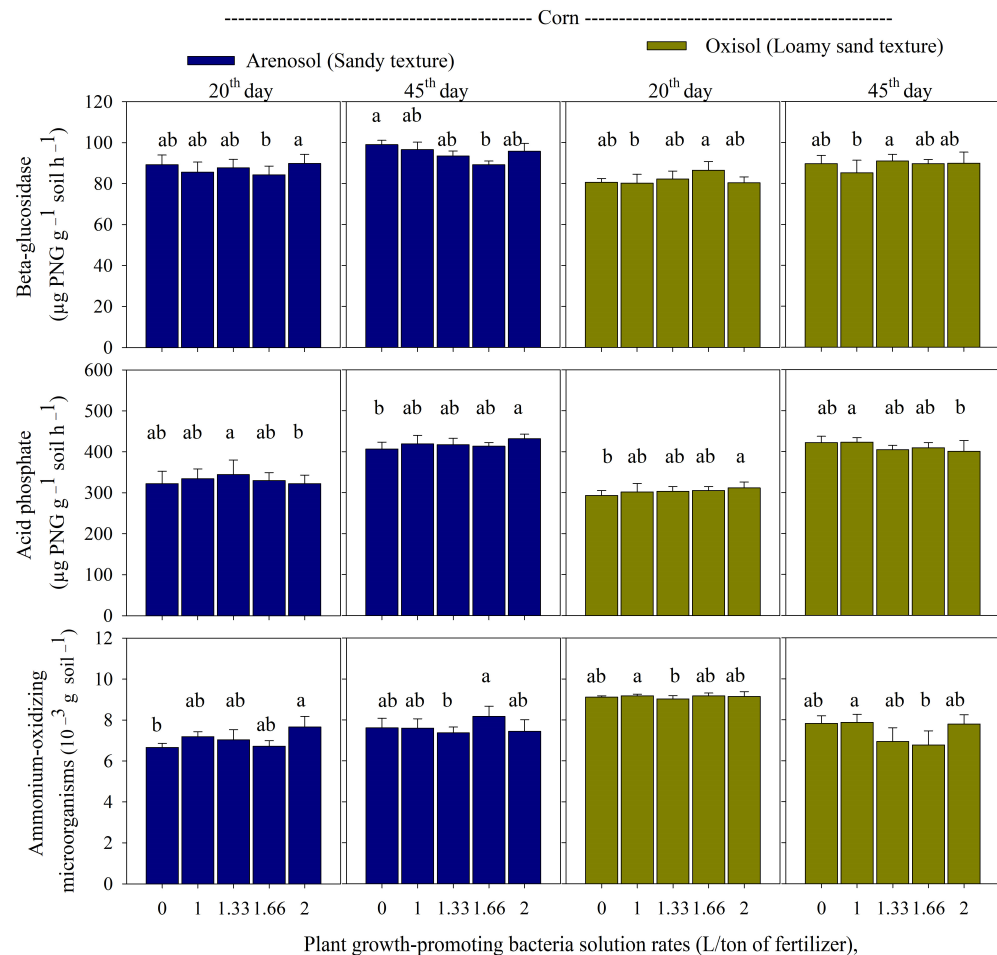 Corn
Arenosol (Sandy texture)
Oxisol (Loamy sand texture)
20th day
45th day
20th day
45th day
Beta-glucosidase
(µg PNG g⁻¹ soil h⁻¹)
120
100
80
60
40
20
0
ab ab ab b a
a ab ab b ab
ab b ab a ab
ab b a ab ab
Acid phosphate
(µg PNG g⁻¹ soil h⁻¹)
600
500
400
300
200
100
0
ab ab a ab b
b ab ab ab a
b ab ab ab a
ab a ab ab b
Ammonium-oxidizing
microorganisms (10⁻³ g soil⁻¹)
12
10
8
6
4
2
0
b ab ab ab a
ab ab b a ab
ab a b ab ab
ab a ab b ab
0 1 1.33 1.66 2
0 1 1.33 1.66 2
0 1 1.33 1.66 2
0 1 1.33 1.66 2
Plant growth-promoting bacteria solution rates (L/ton of fertilizer),